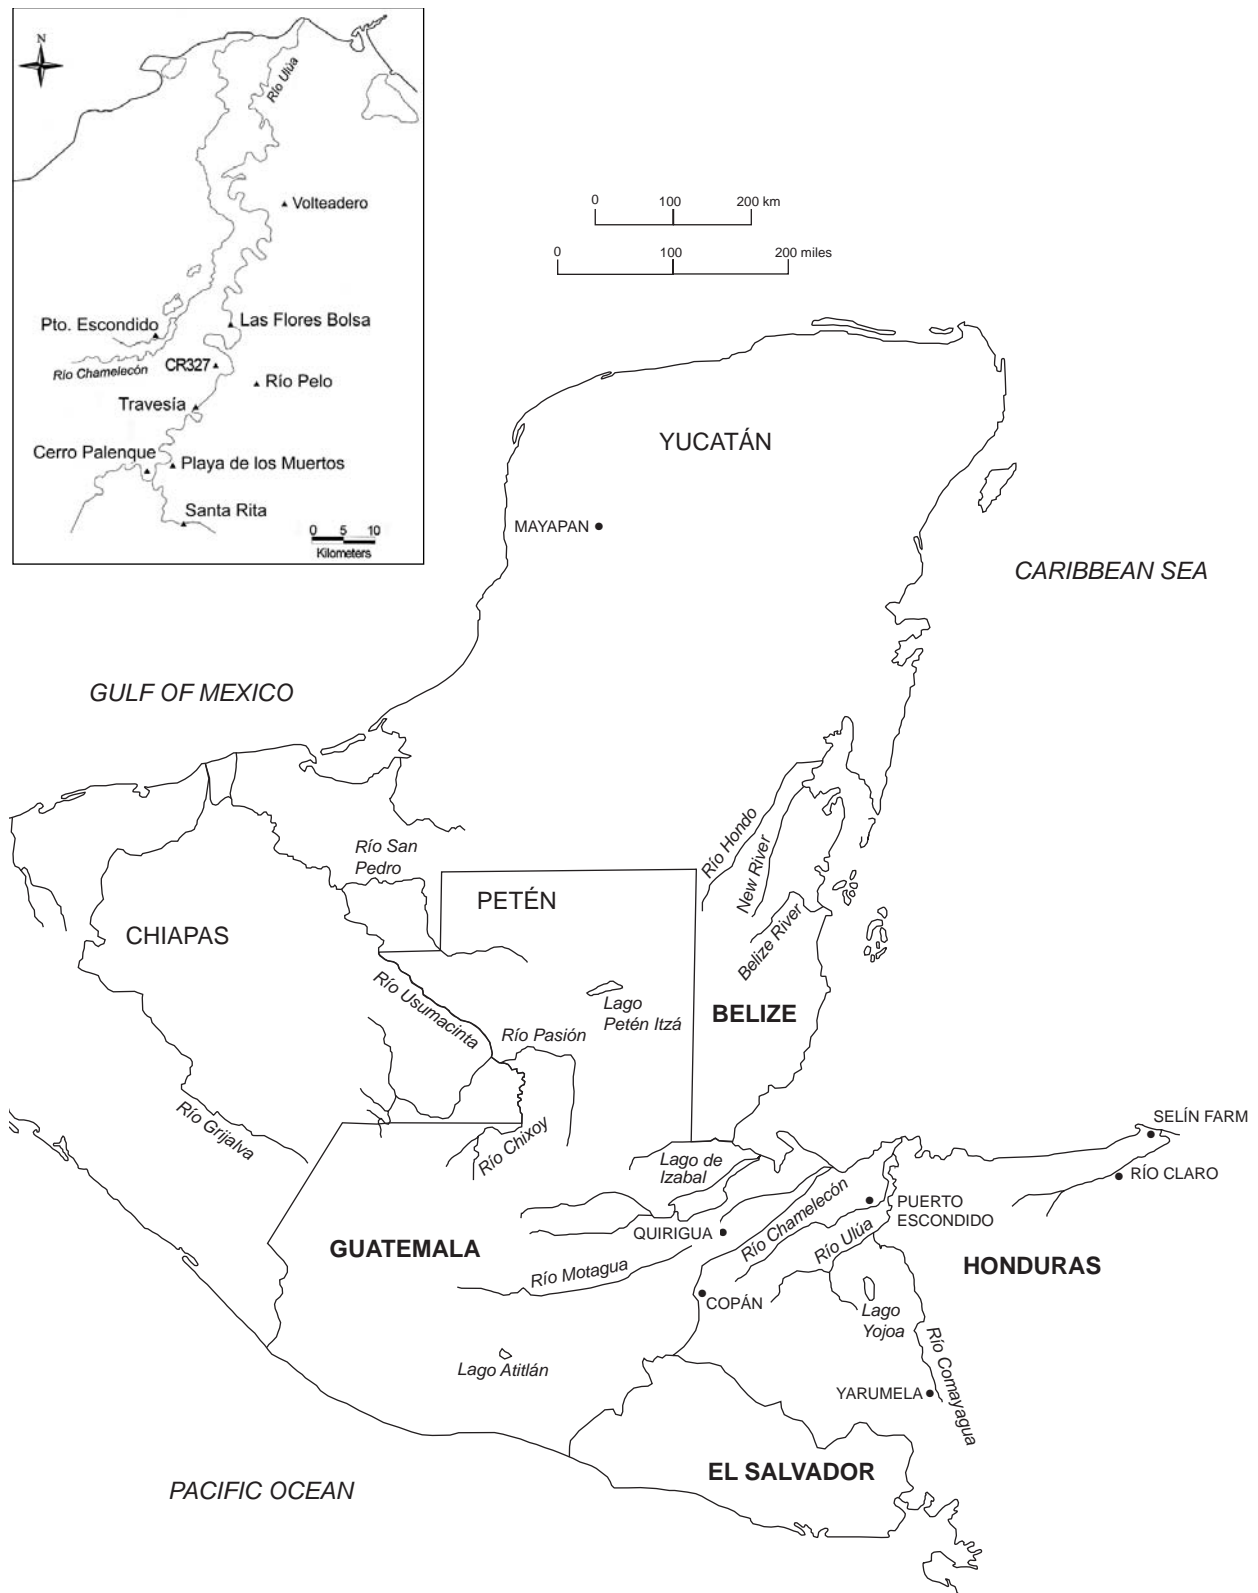 N
Río Ulúa
Volteadero
Pto. Escondido
Las Flores Bolsa
Río Chamelecón
CR327
Río Pelo
Travesía
Cerro Palenque
Playa de los Muertos
Santa Rita
0 5 10
Kilometers
0 100 200 km
0 100 200 miles
YUCATÁN
MAYAPAN
CARIBBEAN SEA
GULF OF MEXICO
Río Hondo
New River
Belize River
Río San
Pedro
PETÉN
CHIAPAS
Río Usumacinta
Lago
Petén Itzá
BELIZE
Río Pasión
Río Grijalva
Río Chixoy
SELÍN FARM
RÍO CLARO
Lago de
Izabal
PUERTO
ESCONDIDO
QUIRIGUA
Río Chamelecón
Río Ulúa
GUATEMALA
HONDURAS
Río Motagua
COPÁN
Lago
Yojoa
Lago Atitlán
Río Comayagua
YARUMELA
EL SALVADOR
PACIFIC OCEAN